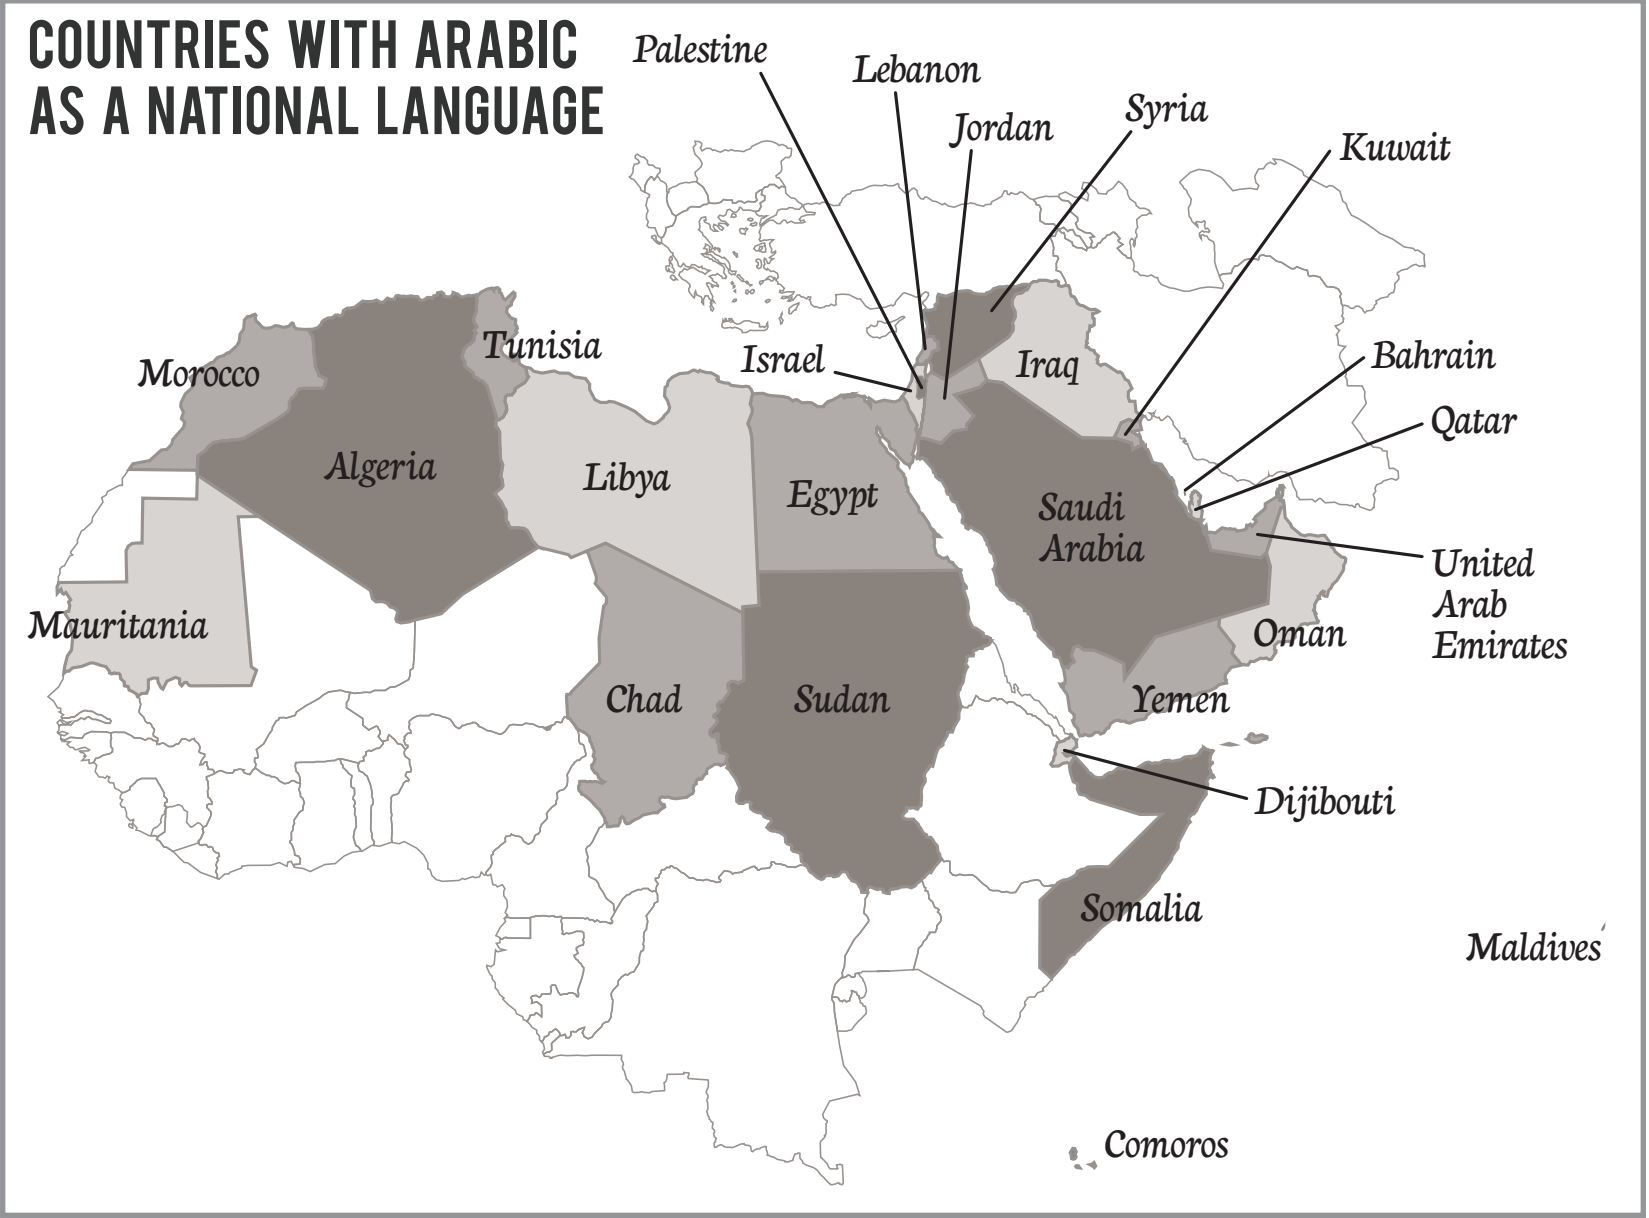 COUNTRIES WITH ARABIC
AS A NATIONAL LANGUAGE
Palestine
Lebanon
Jordan
Syria
Kuwait
Morocco
Tunisia
Israel
Iraq
Bahrain
Qatar
Algeria
Libya
Egypt
Saudi
Arabia
United
Arab
Emirates
Mauritania
Oman
Chad
Sudan
Yemen
Dijibouti
Somalia
Maldives
Comoros